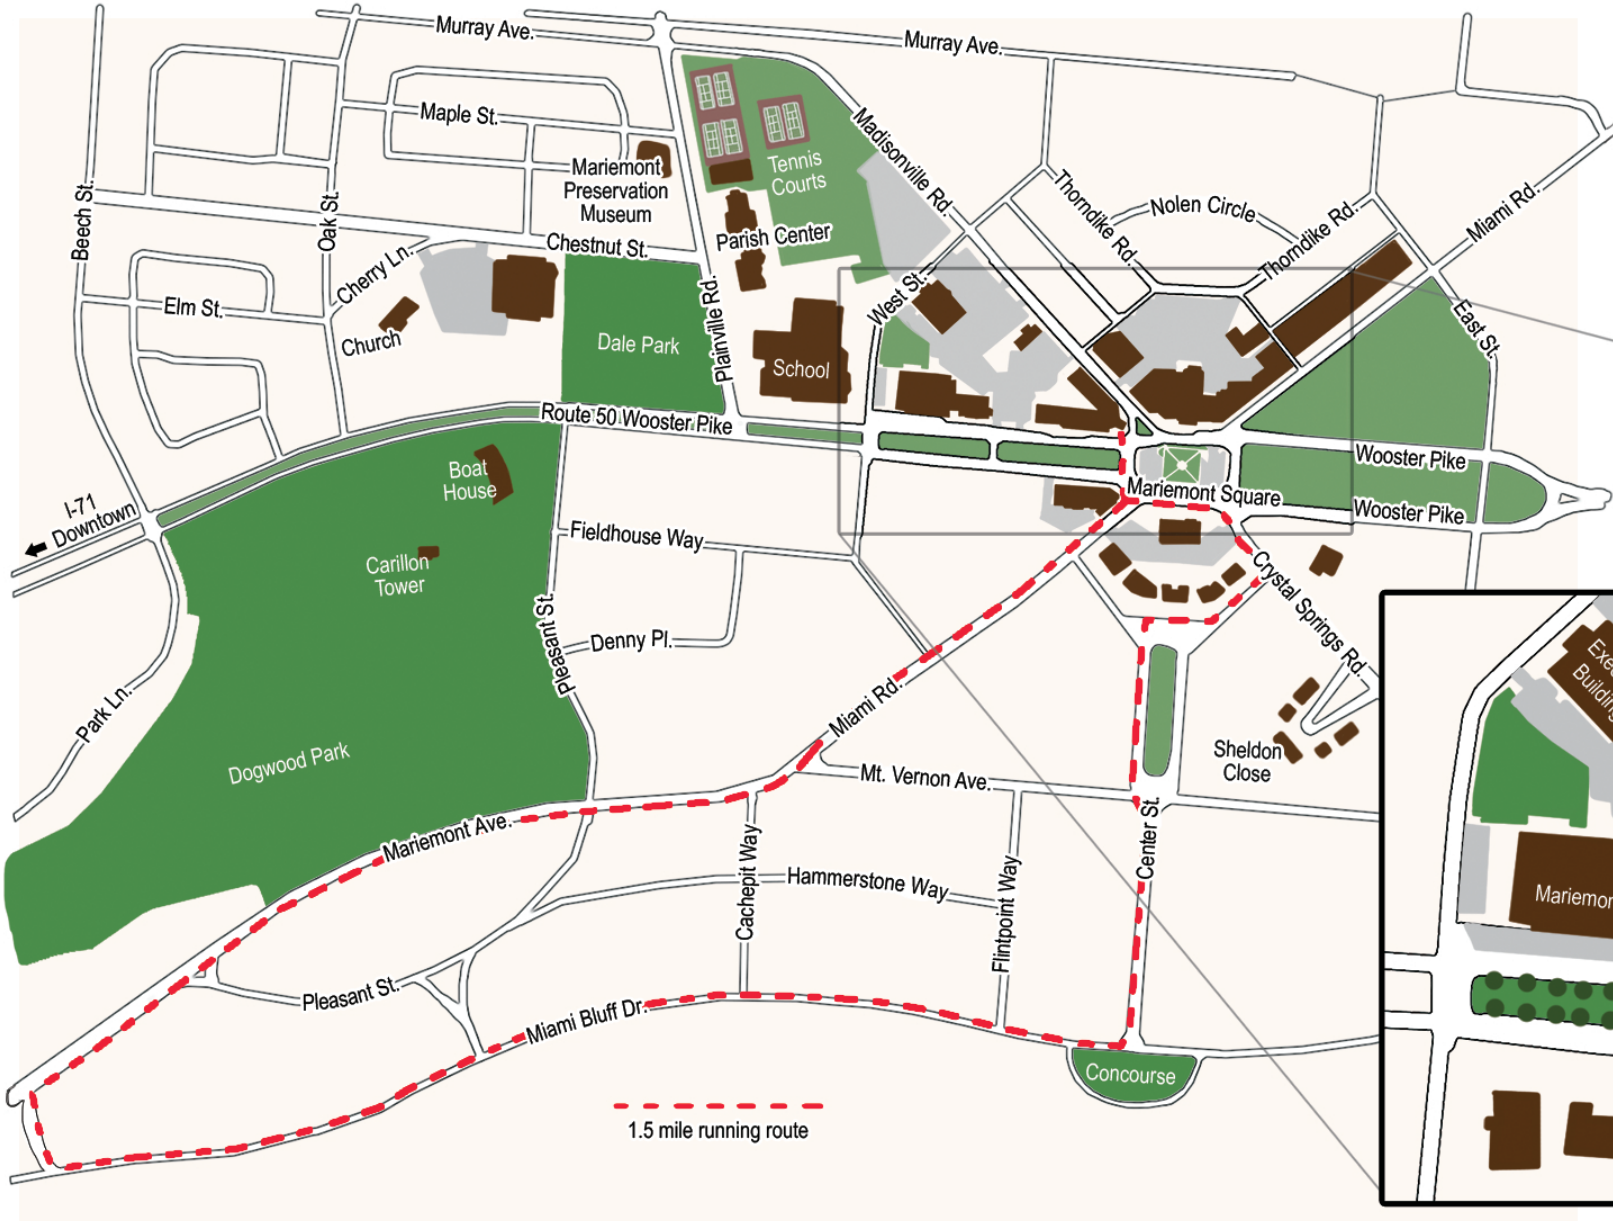 Murray Ave.
Murray Ave.
Maple St.
Mariemont
Preservation
Museum
Tennis
Courts
Madisonville Rd.
Thorndike Rd.
Nolen Circle
Thorndike Rd.
Miami Rd.
Beech St.
Oak St.
Chestnut St.
Parish Center
Cherry Ln.
Elm St.
Church
Dale Park
Plainville Rd.
School
West St.
East St.
Route 50 Wooster Pike
Wooster Pike
Wooster Pike
Mariemont Square
Boat
House
I-71
Downtown
Carillon
Tower
Fieldhouse Way
Denny Pl.
Pleasant St.
Crystal Springs Rd.
Park Ln.
Dogwood Park
Miami Rd.
Mt. Vernon Ave.
Sheldon
Close
Mariemont Ave.
Center St.
Cachepit Way
Hammerstone Way
Flintpoint Way
Pleasant St.
Miami Bluff Dr.
Concourse
1.5 mile running route
Exe
Building
Mariemon